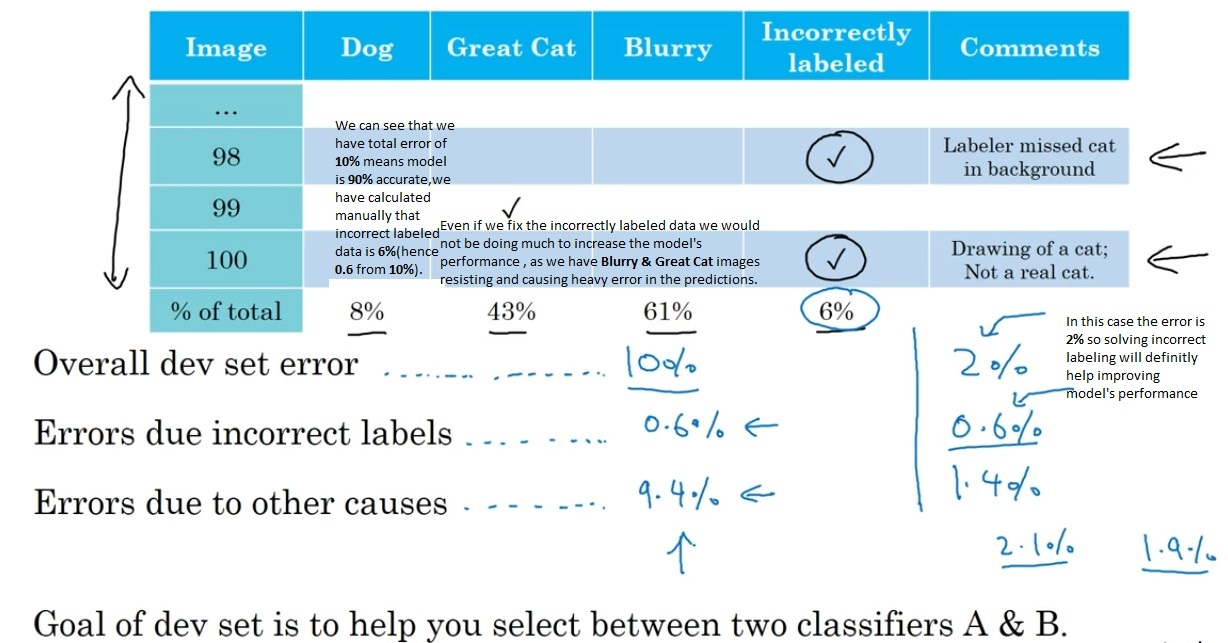 Image Dog Great Cat Blurry Incorrectly labeled Comments
...
We can see that we
have total error of
10% means model
is 90% accurate,we
have calculated
manually that
incorrect labeled
data is 6%(hence
0.6 from 10%).
98 ✓ Labeler missed cat
in background
99 ✓
Even if we fix the incorrectly labeled data we would
not be doing much to increase the model's
performance , as we have Blurry & Great Cat images
resisting and causing heavy error in the predictions.
100 ✓ Drawing of a cat;
Not a real cat.
% of total 8% 43% 61% 6%
In this case the error is
2% so solving incorrect
labeling will definitly
help improving
model's performance
Overall dev set error 10% 2%
Errors due incorrect labels 0.6% 0.6%
Errors due to other causes 9.4% 1.4%
2.1% 1.9%
Goal of dev set is to help you select between two classifiers A & B.